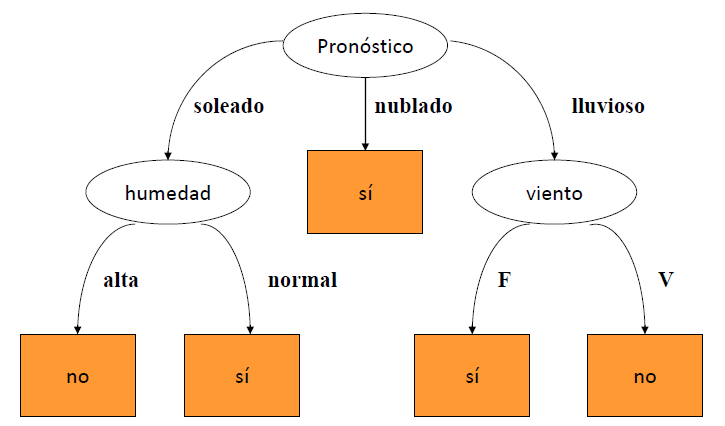 Pronóstico
soleado
nublado
lluvioso
humedad
sí
viento
alta
normal
F
V
no
sí
sí
no